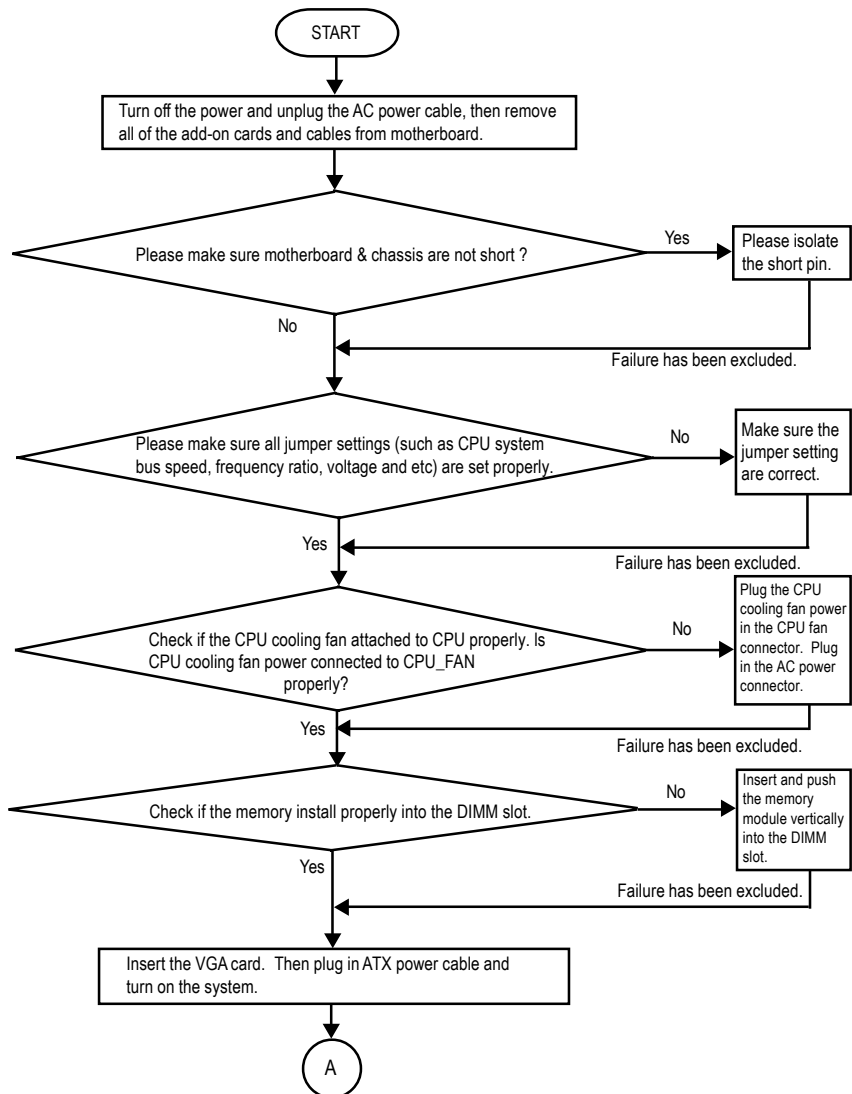 START
Turn off the power and unplug the AC power cable, then remove
all of the add-on cards and cables from motherboard.
Please make sure motherboard & chassis are not short ?
Yes
Please isolate
the short pin.
No
Failure has been excluded.
Please make sure all jumper settings (such as CPU system
bus speed, frequency ratio, voltage and etc) are set properly.
No
Make sure the
jumper setting
are correct.
Yes
Failure has been excluded.
Check if the CPU cooling fan attached to CPU properly. Is
CPU cooling fan power connected to CPU_FAN
properly?
No
Plug the CPU
cooling fan power
in the CPU fan
connector. Plug
in the AC power
connector.
Yes
Failure has been excluded.
Check if the memory install properly into the DIMM slot.
No
Insert and push
the memory
module vertically
into the DIMM
slot.
Yes
Failure has been excluded.
Insert the VGA card. Then plug in ATX power cable and
turn on the system.
A